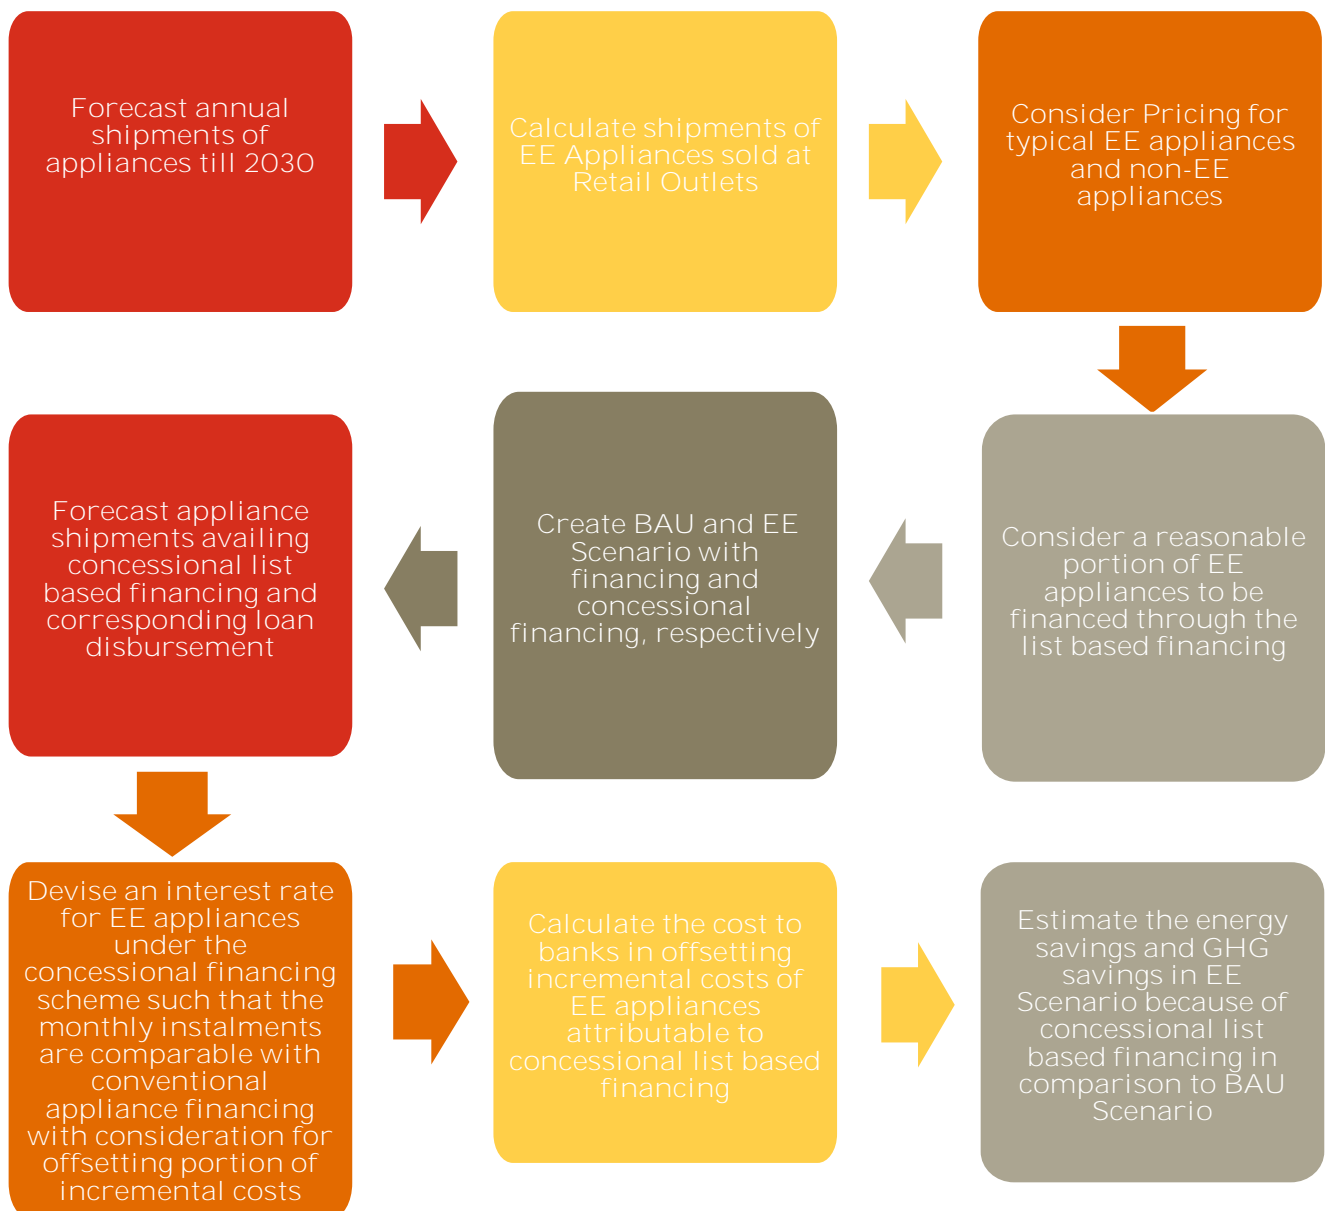 Forecast annual
shipments of
appliances till 2030
Calculate shipments of
EE Appliances sold at
Retail Outlets
Consider Pricing for
typical EE appliances
and non-EE
appliances
Consider a reasonable
portion of EE
appliances to be
financed through the
list based financing
Create BAU and EE
Scenario with
financing and
concessional
financing, respectively
Forecast appliance
shipments availing
concessional list
based financing and
corresponding loan
disbursement
Devise an interest rate
for EE appliances
under the
concessional financing
scheme such that the
monthly instalments
are comparable with
conventional
appliance financing
with consideration for
offsetting portion of
incremental costs
Calculate the cost to
banks in offsetting
incremental costs of
EE appliances
attributable to
concessional list based
financing
Estimate the energy
savings and GHG
savings in EE
Scenario because of
concessional list
based financing in
comparison to BAU
Scenario